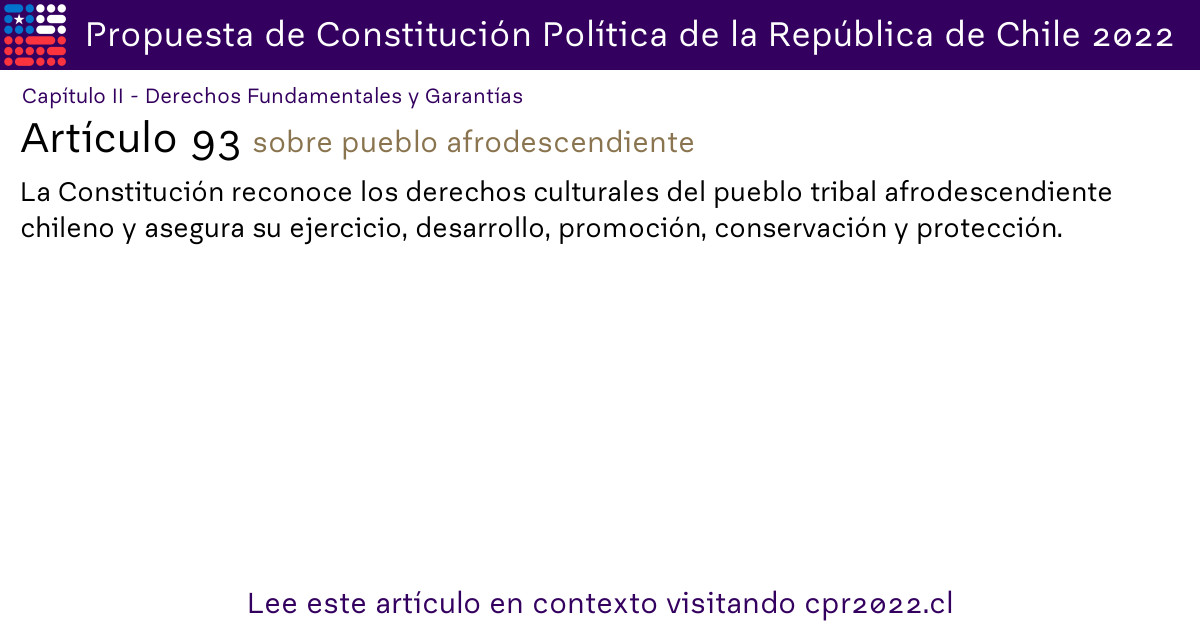 Propuesta de Constitución Política de la República de Chile 2022
Capítulo II - Derechos Fundamentales y Garantías
Artículo 93 sobre pueblo afrodescendiente
La Constitución reconoce los derechos culturales del pueblo tribal afrodescendiente
chileno y asegura su ejercicio, desarrollo, promoción, conservación y protección.
Lee este artículo en contexto visitando cpr2022.cl